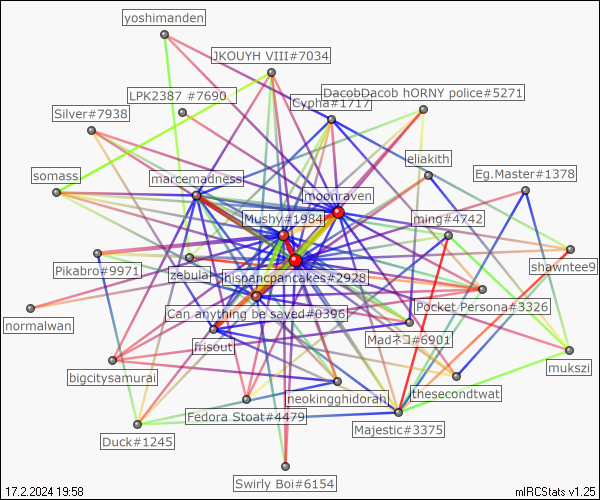 yoshimanden
JKOUYH VIII#7034
LPK2387 #7690
DacobDacob hORNY police#5271
Cypha#1717
Silver#7938
eliakith
somass
marcemadness
Eg.Master#1378
moonraven
Mushy#1984
ming#4742
Pikabro#9971
zebula
hispancpancakes#2928
shawntee9
Can anything be saved#0396
Pocket Persona#3326
normalwan
frisout
Madネコ#6901
bigcitysamurai
mukszi
neokingghidorah
thesecondtwat
Fedora Stoat#4479
Majestic#3375
Duck#1245
Swirly Boi#6154
17.2.2024 19:58
mIRCStats v1.25